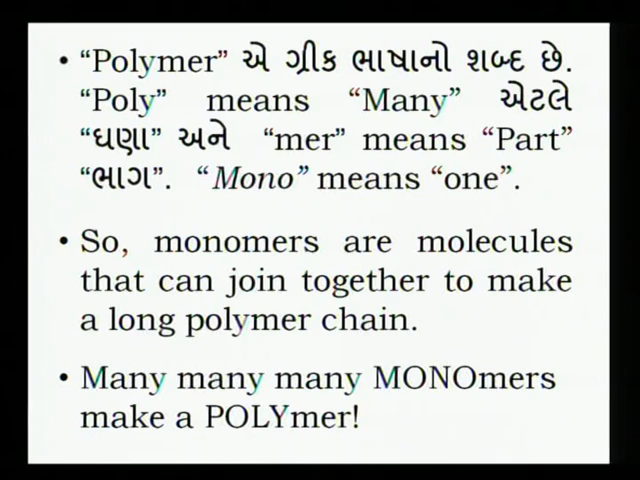 • “Polymer” એ ગ્રીક ભાષાનો શબ્દ છે.
“Poly” means “Many” એટલે
“ઘણા” અને “mer” means “Part”
“ભાગ”. “Mono” means “one”.
• So, monomers are molecules
that can join together to make
a long polymer chain.
• Many many many MONOmers
make a POLYmer!